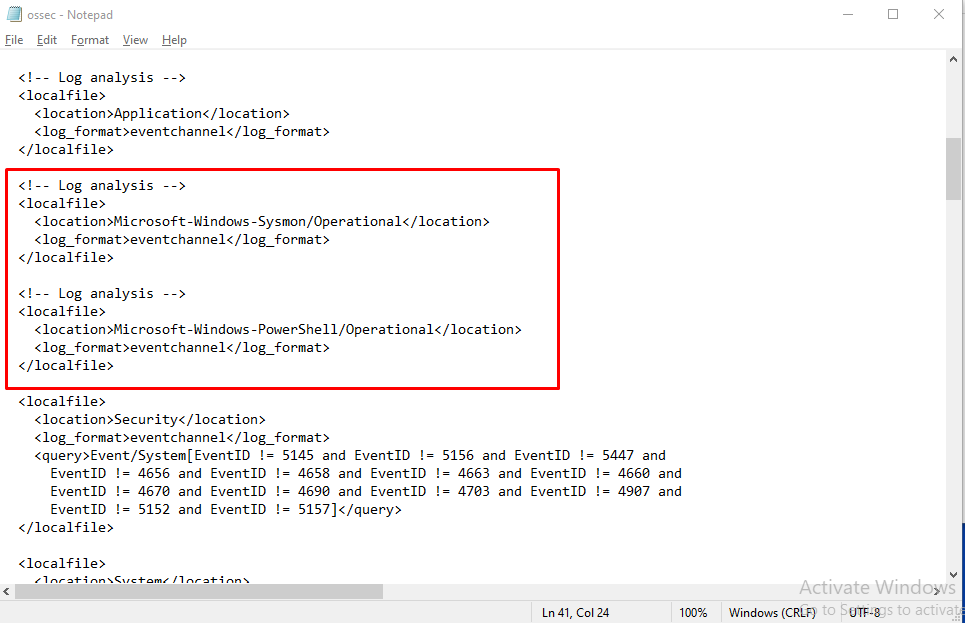 ossec - Notepad
File Edit Format View Help
<!-- Log analysis -->
<localfile>
<location>Application</location>
<log_format>eventchannel</log_format>
</localfile>
<!-- Log analysis -->
<localfile>
<location>Microsoft-Windows-Sysmon/Operational</location>
<log_format>eventchannel</log_format>
</localfile>
<!-- Log analysis -->
<localfile>
<location>Microsoft-Windows-PowerShell/Operational</location>
<log_format>eventchannel</log_format>
</localfile>
<localfile>
<location>Security</location>
<log_format>eventchannel</log_format>
<query>Event/System[EventID != 5145 and EventID != 5156 and EventID != 5447 and
EventID != 4656 and EventID != 4658 and EventID != 4663 and EventID != 4660 and
EventID != 4670 and EventID != 4690 and EventID != 4703 and EventID != 4907 and
EventID != 5152 and EventID != 5157]</query>
</localfile>
<localfile>
<location>System</location>
Activate Windows
Go to Settings to activate
Ln 41, Col 24 100% Windows (CRLF) UTF-8